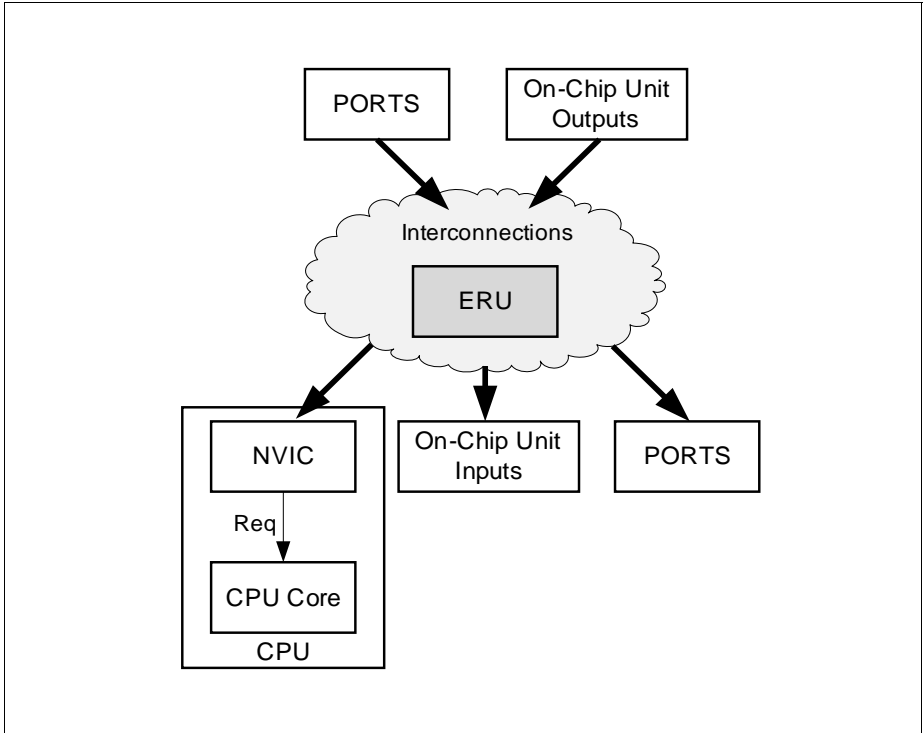 PORTS
On-Chip Unit
Outputs
Interconnections
ERU
NVIC
On-Chip Unit
Inputs
PORTS
Req
CPU Core
CPU